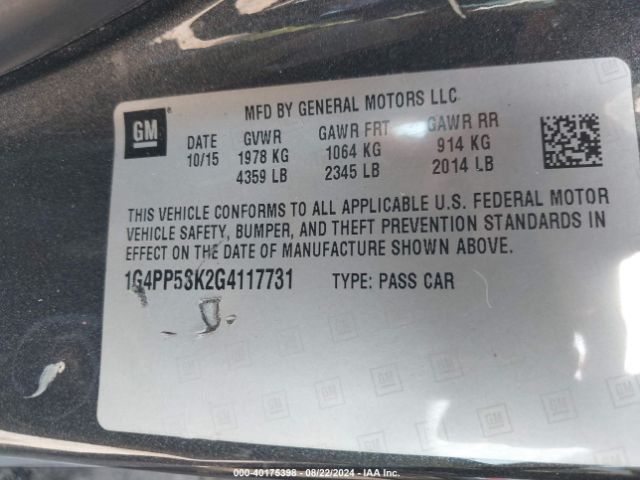 GM
MFD BY GENERAL MOTORS LLC
DATE GVWR GAWR FRT GAWR RR
10/15 1978 KG 1064 KG 914 KG
4359 LB 2345 LB 2014 LB
THIS VEHICLE CONFORMS TO ALL APPLICABLE U.S. FEDERAL MOTOR
VEHICLE SAFETY, BUMPER, AND THEFT PREVENTION STANDARDS IN
EFFECT ON THE DATE OF MANUFACTURE SHOWN ABOVE.
1G4PP5SK2G4117731 TYPE: PASS CAR
000-40175398 - 08/22/2024 - IAA Inc.